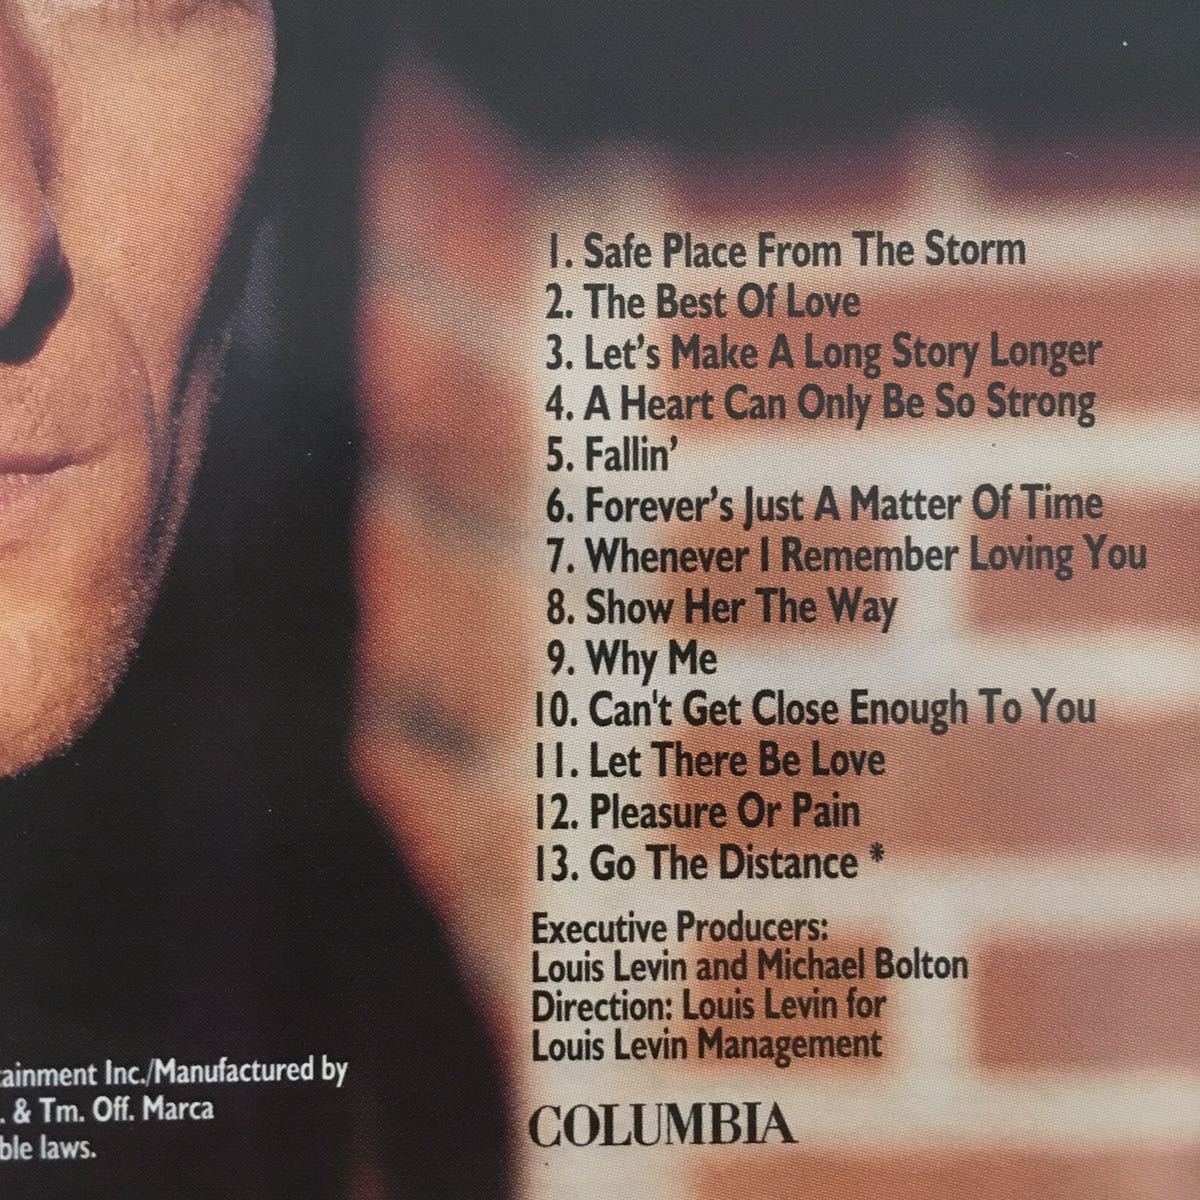 1. Safe Place From The Storm
2. The Best Of Love
3. Let's Make A Long Story Longer
4. A Heart Can Only Be So Strong
5. Fallin'
6. Forever's Just A Matter Of Time
7. Whenever I Remember Loving You
8. Show Her The Way
9. Why Me
10. Can't Get Close Enough To You
11. Let There Be Love
12. Pleasure Or Pain
13. Go The Distance *
Executive Producers:
Louis Levin and Michael Bolton
Direction: Louis Levin for
Louis Levin Management
COLUMBIA
tainment Inc./Manufactured by
. & Tm. Off. Marca
ble laws.